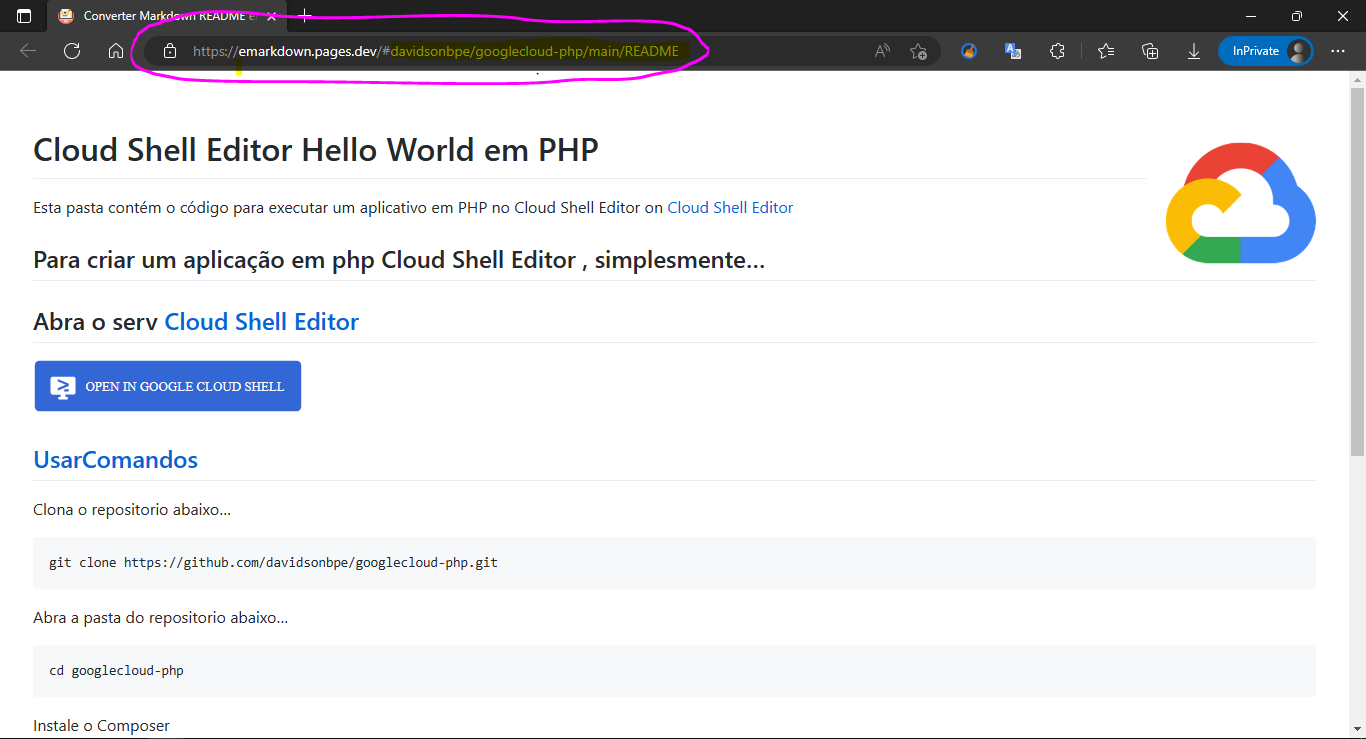 Converter Markdown README e
https://emarkdown.pages.dev/#davidsonbpe/googlecloud-php/main/README
InPrivate
Cloud Shell Editor Hello World em PHP
Esta pasta contém o código para executar um aplicativo em PHP no Cloud Shell Editor on Cloud Shell Editor
Para criar um aplicação em php Cloud Shell Editor , simplesmente...
Abra o serv Cloud Shell Editor
OPEN IN GOOGLE CLOUD SHELL
UsarComandos
Clona o repositorio abaixo...
git clone https://github.com/davidsonbpe/googlecloud-php.git
Abra a pasta do repositorio abaixo...
cd googlecloud-php
Instale o Composer